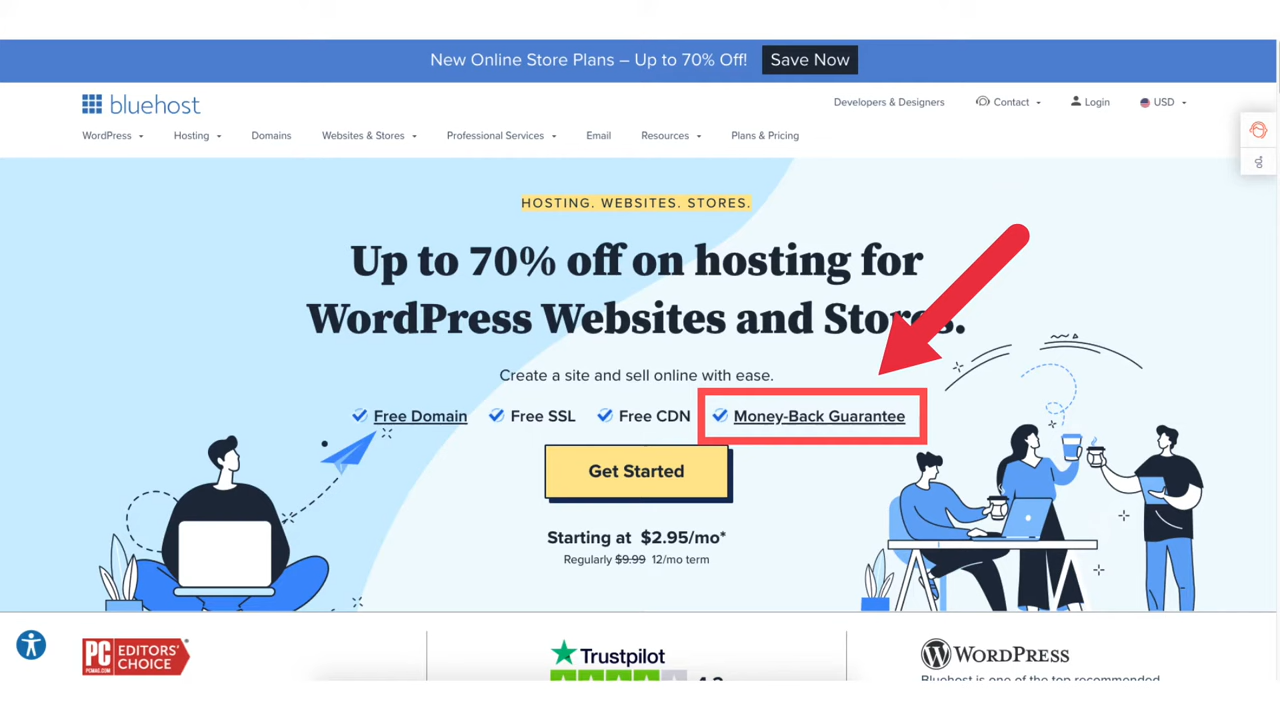 New Online Store Plans – Up to 70% Off! Save Now
bluehost
Developers & Designers Contact Login USD
WordPress Hosting Domains Websites & Stores Professional Services Email Resources Plans & Pricing
HOSTING. WEBSITES. STORES.
Up to 70% off on hosting for
WordPress Websites and Stores.
Create a site and sell online with ease.
Free Domain Free SSL Free CDN Money-Back Guarantee
Get Started
Starting at $2.95/mo*
Regularly $9.99 12/mo term
PC EDITORS'
PCMAG.COM CHOICE
Trustpilot
WORDPRESS
Bluehost is one of the top recommended